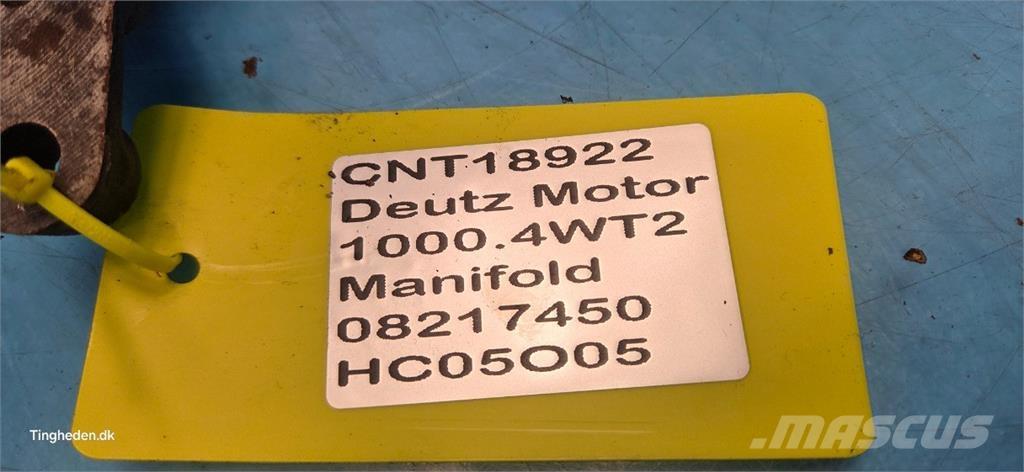 CNT18922
Deutz Motor
1000.4WT2
Manifold
08217450
HC05O05
Tingheden.dk
MASCUS